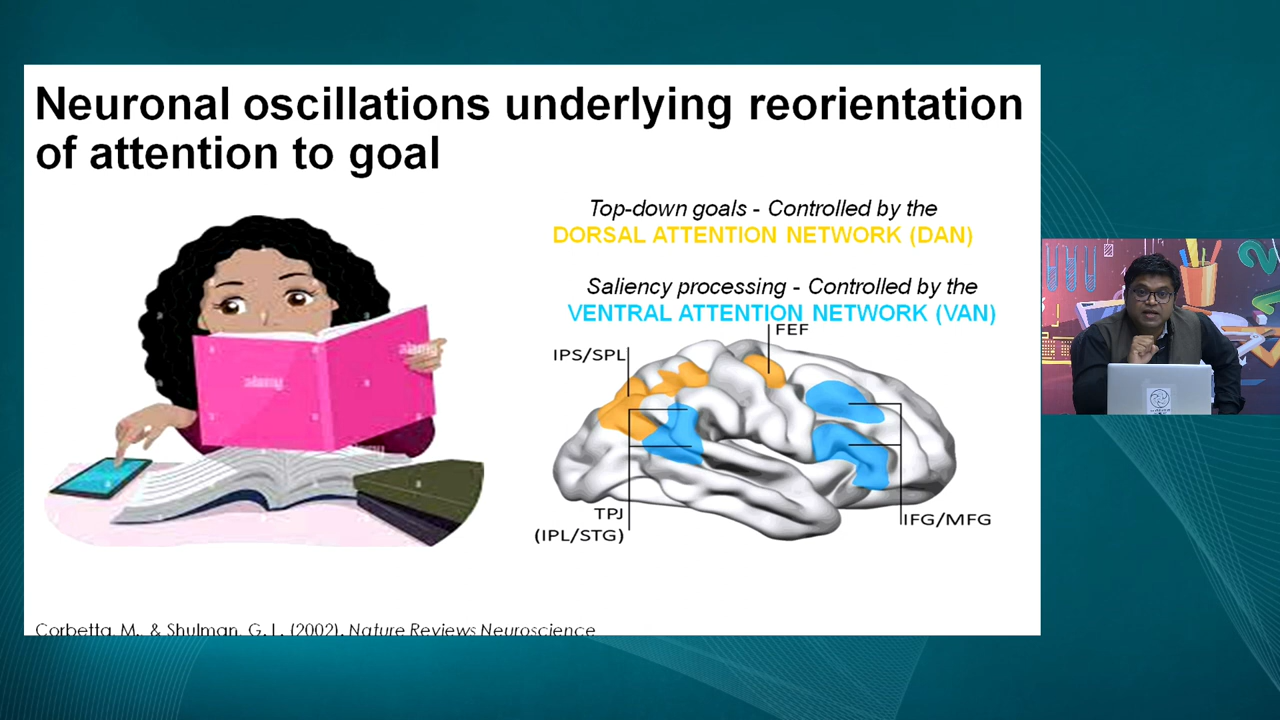 Neuronal oscillations underlying reorientation
of attention to goal
Top-down goals - Controlled by the
DORSAL ATTENTION NETWORK (DAN)
Saliency processing - Controlled by the
VENTRAL ATTENTION NETWORK (VAN)
FEF
IPS/SPL
TPJ
(IPL/STG)
IFG/MFG
alamy
alamy
Corbetta, M., & Shulman, G. L. (2002). Nature Reviews Neuroscience